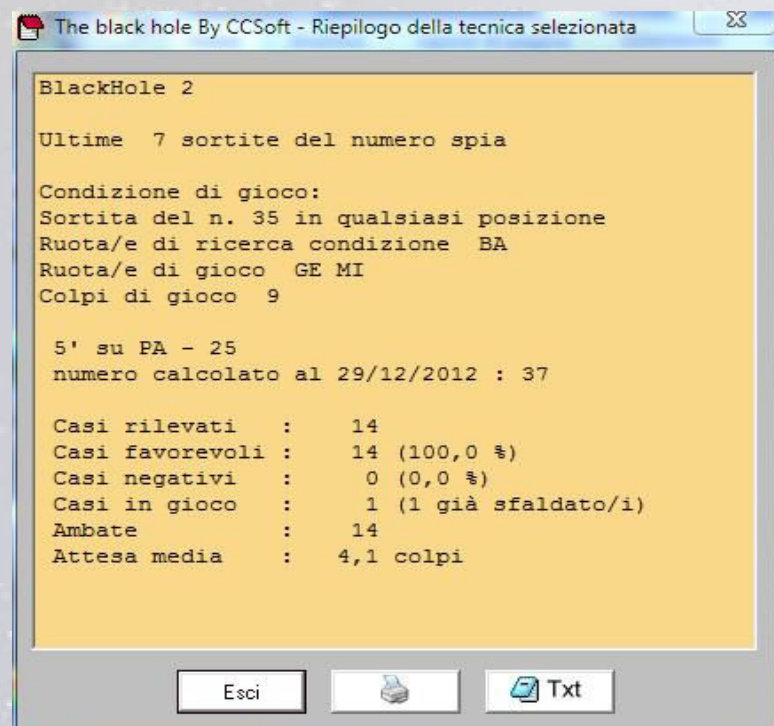 The black hole By CCSoft - Riepilogo della tecnica selezionata
BlackHole 2
Ultime 7 sortite del numero spia
Condizione di gioco:
Sortita del n. 35 in qualsiasi posizione
Ruota/e di ricerca condizione BA
Ruota/e di gioco GE MI
Colpi di gioco 9
5' su PA - 25
numero calcolato al 29/12/2012 : 37
Casi rilevati : 14
Casi favorevoli : 14 (100,0 %)
Casi negativi : 0 (0,0 %)
Casi in gioco : 1 (1 già sfaldato/i)
Ambate : 14
Attesa media : 4,1 colpi
Esci
Txt